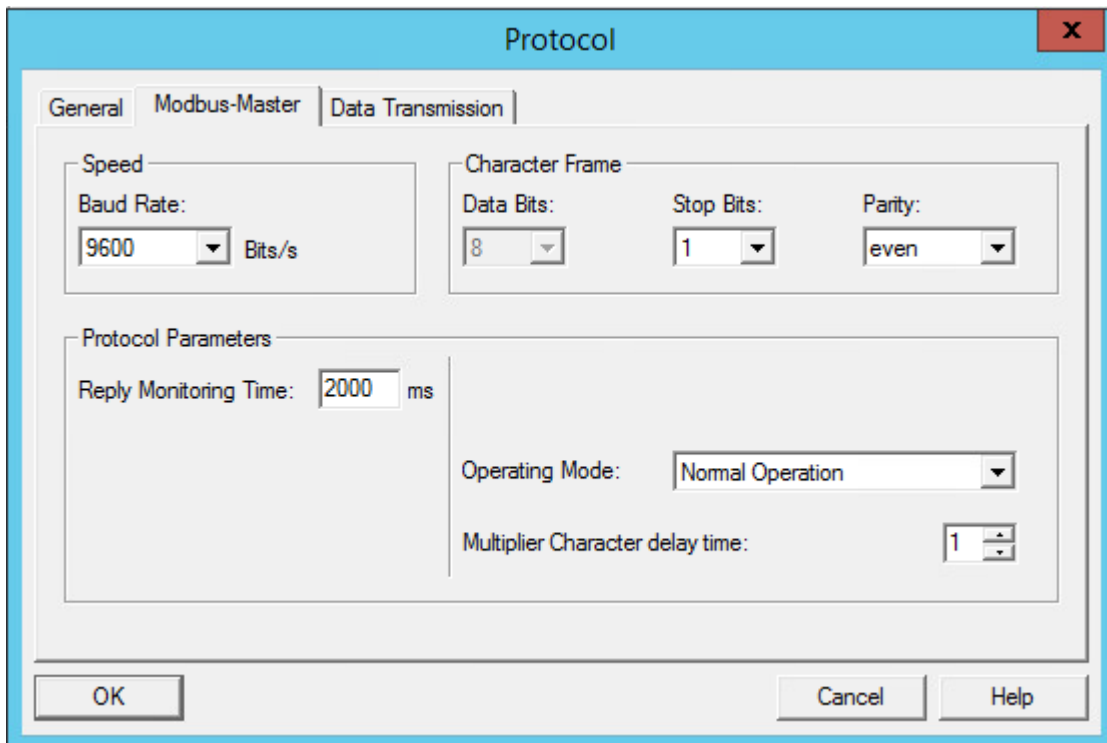 Protocol
x
General Modbus-Master Data Transmission
Speed
Baud Rate:
9600 Bits/s
Character Frame
Data Bits: Stop Bits: Parity:
8 1 even
Protocol Parameters
Reply Monitoring Time: 2000 ms
Operating Mode: Normal Operation
Multiplier Character delay time: 1
OK Cancel Help